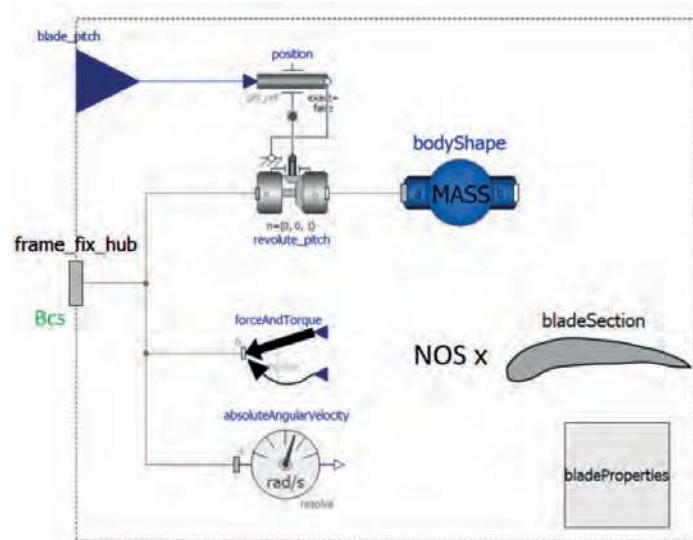 blade_pitch
position
exact=
false
bodyShape
a
b
a
MASS
b
n={0, 0, 1}
revolute_pitch
frame_fix_hub
Bcs
forceAndTorque
bladeSection
NOS x
absoluteAngularVelocity
a
rad/s
resolve
bladeProperties